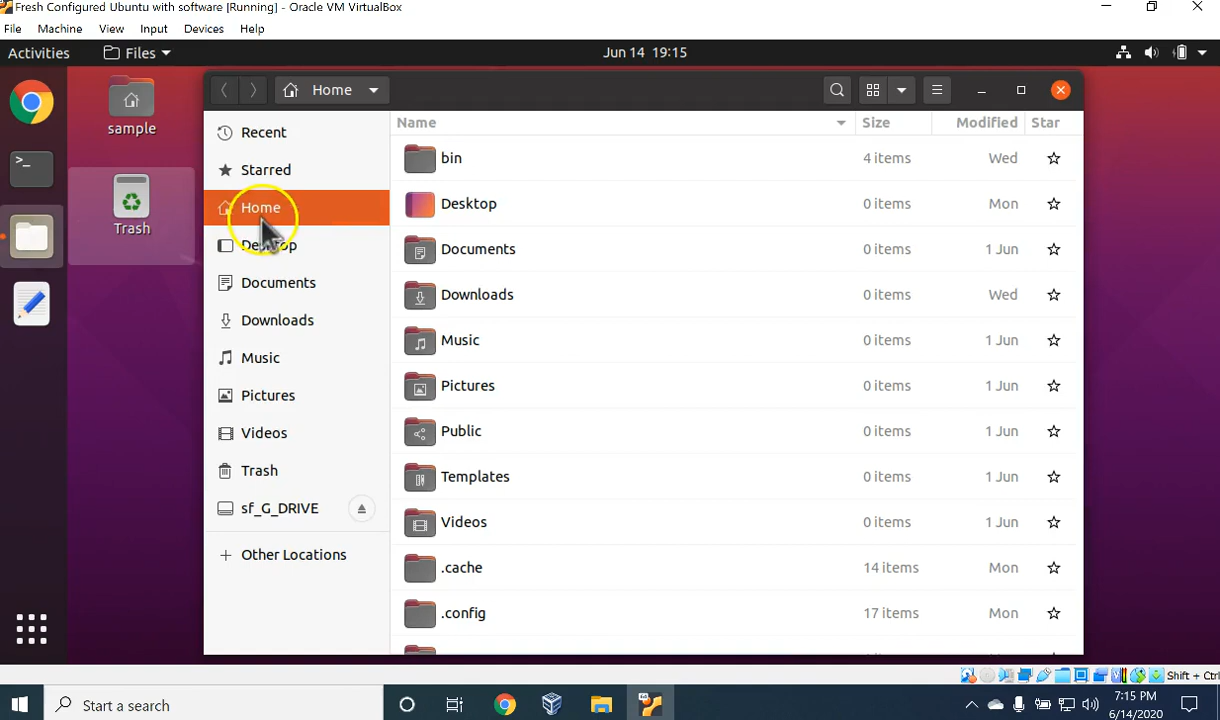 Fresh Configured Ubuntu with software [Running] - Oracle VM VirtualBox
File Machine View Input Devices Help
Activities Files Jun 14 19:15
sample
Trash
Home
Recent
Starred
Home
Desktop
Documents
Downloads
Music
Pictures
Videos
Trash
sf_G_DRIVE
+ Other Locations
Name Size Modified Star
bin 4 items Wed
Desktop 0 items Mon
Documents 0 items 1 Jun
Downloads 0 items Wed
Music 0 items 1 Jun
Pictures 0 items 1 Jun
Public 0 items 1 Jun
Templates 0 items 1 Jun
Videos 0 items 1 Jun
.cache 14 items Mon
.config 17 items Mon
Shift + Ctrl
Start a search
7:15 PM
6/14/2020